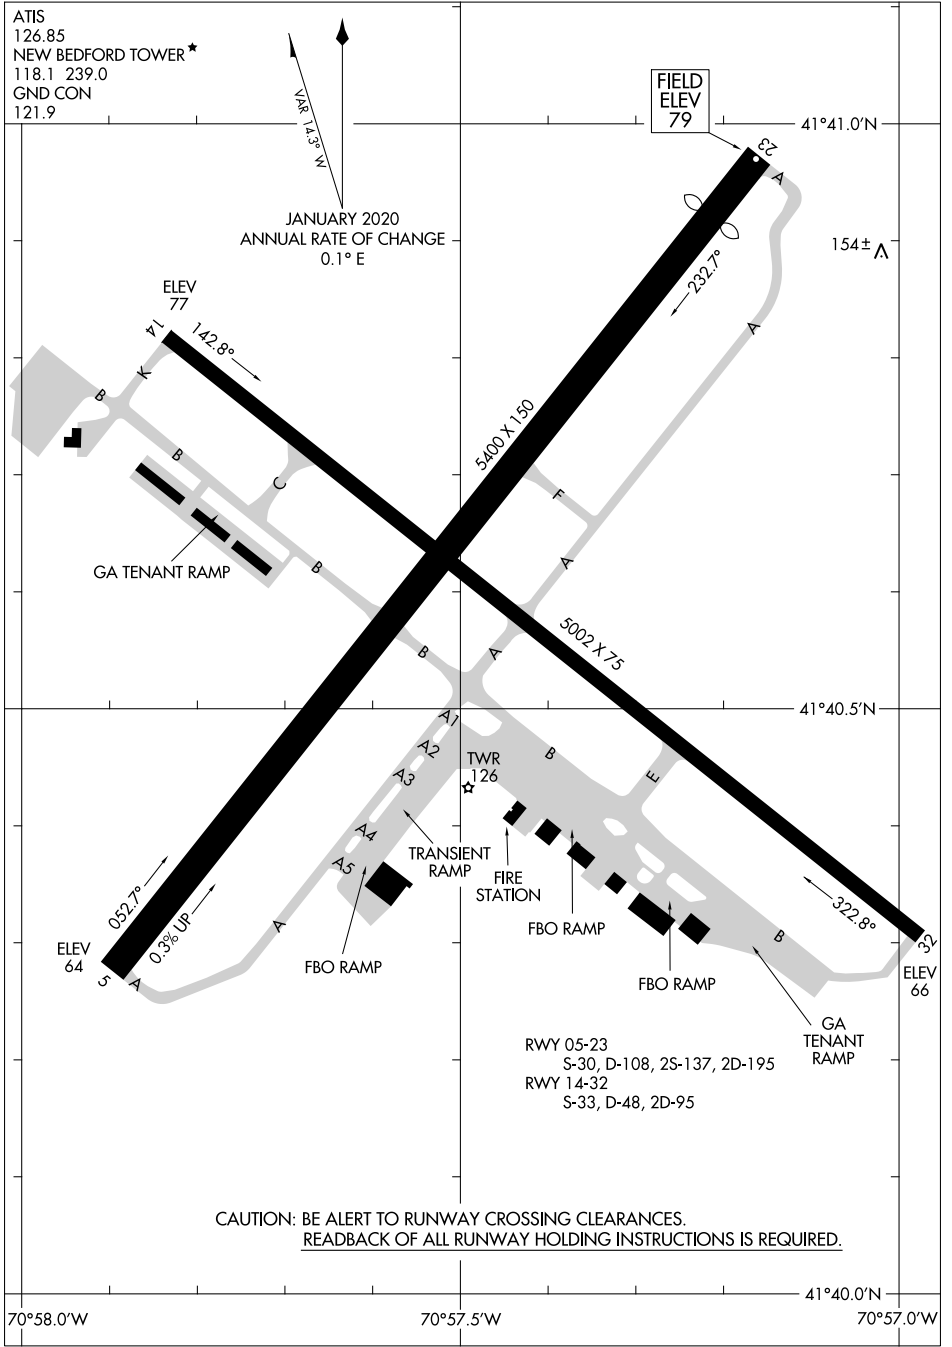 ATIS
126.85
NEW BEDFORD TOWER★
118.1 239.0
GND CON
121.9
VAR 14.3° W
JANUARY 2020
ANNUAL RATE OF CHANGE
0.1° E
FIELD
ELEV
79
41°41.0'N
23
A
154±
232.7°
A
ELEV
77
14
142.8°
K
B
B
C
5400 X 150
F
GA TENANT RAMP
B
A
5002 X 75
B
A
41°40.5'N
A1
A2
A3
A4
A5
B
TWR
126
E
TRANSIENT
RAMP
FIRE
STATION
FBO RAMP
FBO RAMP
FBO RAMP
B
322.8°
32
ELEV
66
GA
TENANT
RAMP
052.7°
0.3% UP
A
ELEV
64
5
A
RWY 05-23
S-30, D-108, 2S-137, 2D-195
RWY 14-32
S-33, D-48, 2D-95
CAUTION: BE ALERT TO RUNWAY CROSSING CLEARANCES.
READBACK OF ALL RUNWAY HOLDING INSTRUCTIONS IS REQUIRED.
41°40.0'N
70°58.0'W
70°57.5'W
70°57.0'W